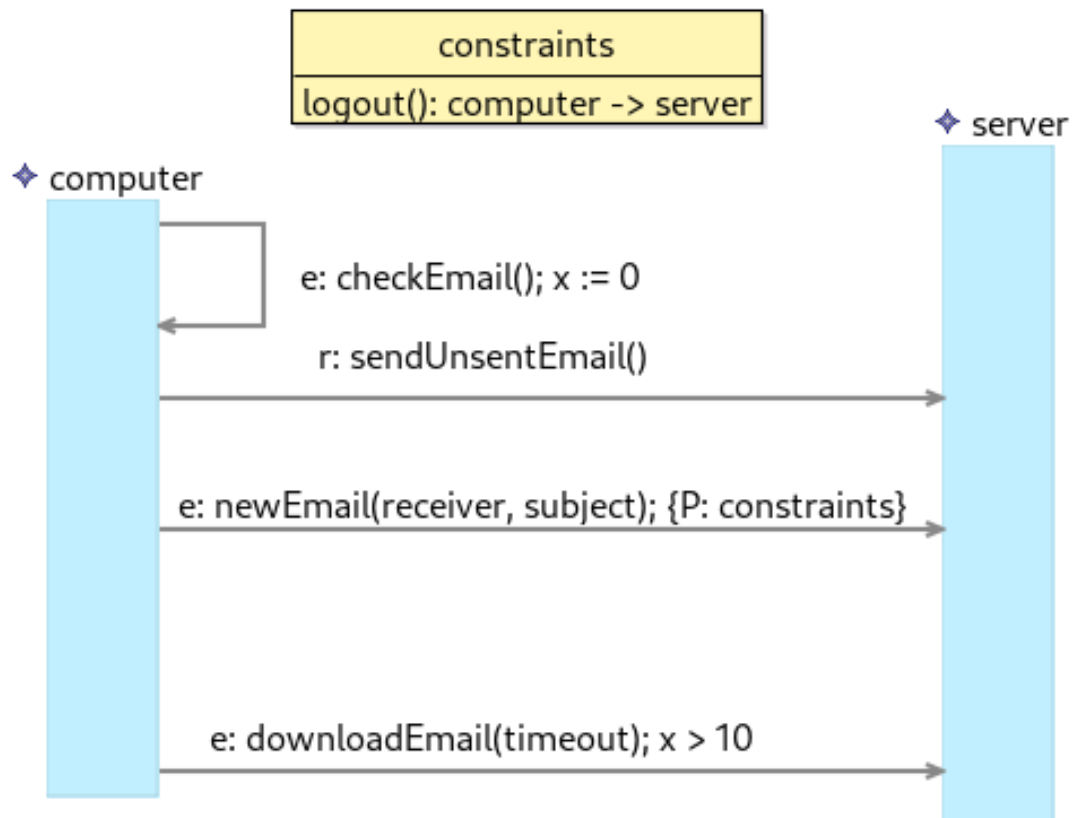 constraints
logout(): computer -> server
server
computer
e: checkEmail(); x := 0
r: sendUnsentEmail()
e: newEmail(receiver, subject); {P: constraints}
e: downloadEmail(timeout); x > 10